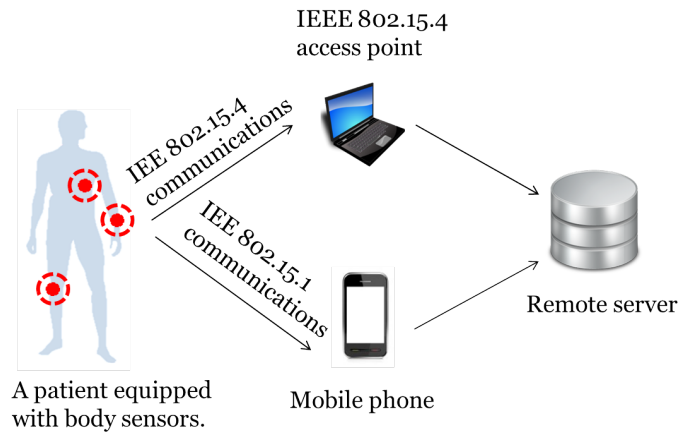 IEEE 802.15.4
access point
IEE 802.15.4
communications
IEE 802.15.1
communications
Remote server
Mobile phone
A patient equipped
with body sensors.